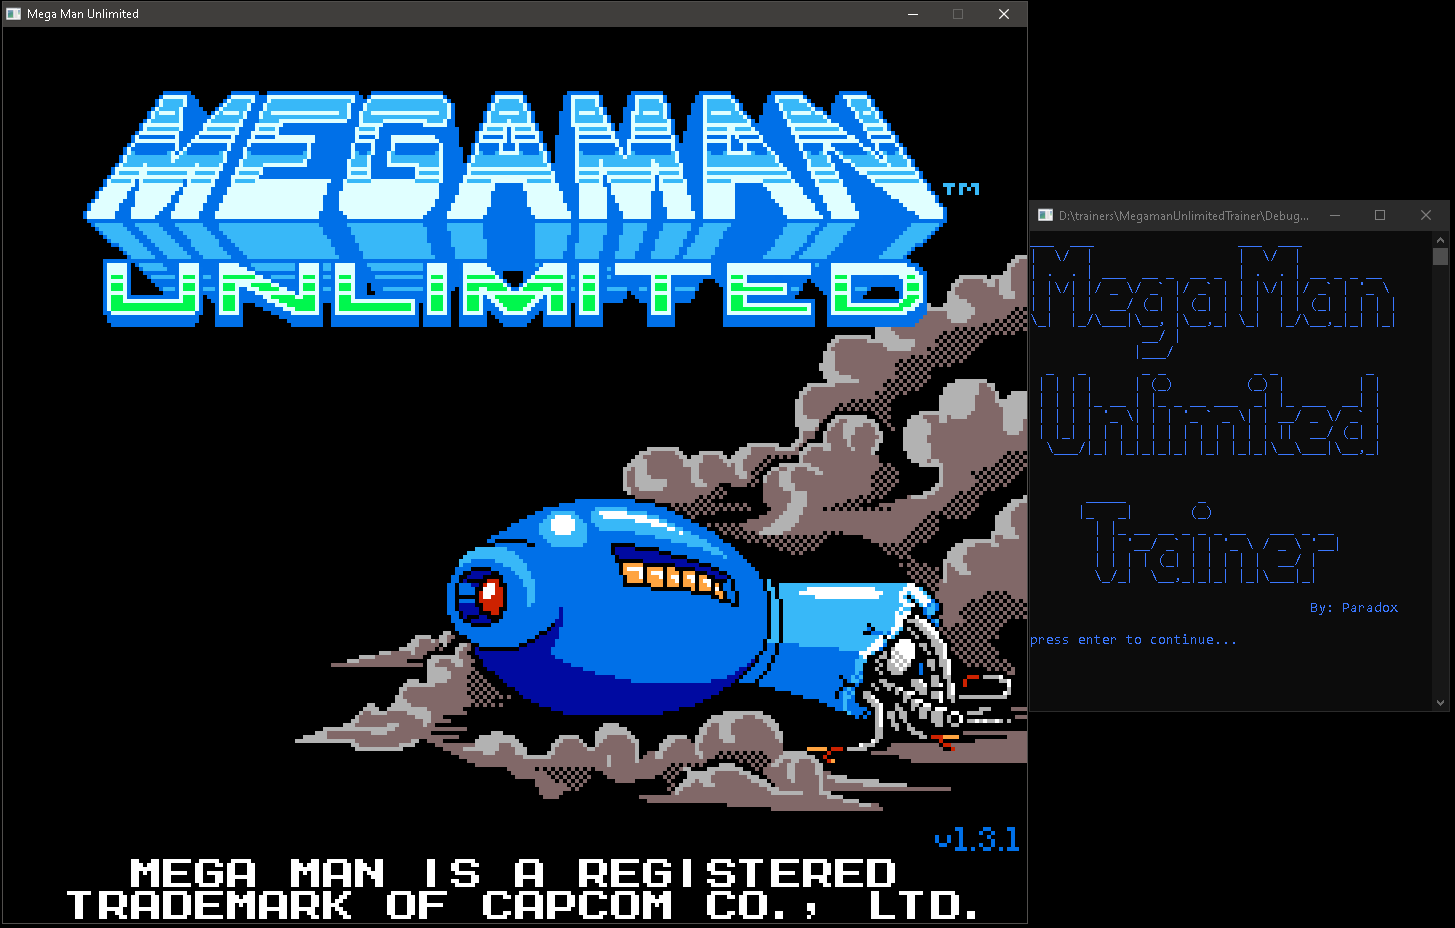 Mega Man Unlimited
MEGAMAN
TM
UNLIMITED
v1.3.1
MEGA MAN IS A REGISTERED
TRADEMARK OF CAPCOM CO., LTD.
D:\trainers\MegamanUnlimitedTrainer\Debug...
Mega Man
Unlimited
Trainer
By: Paradox
press enter to continue...